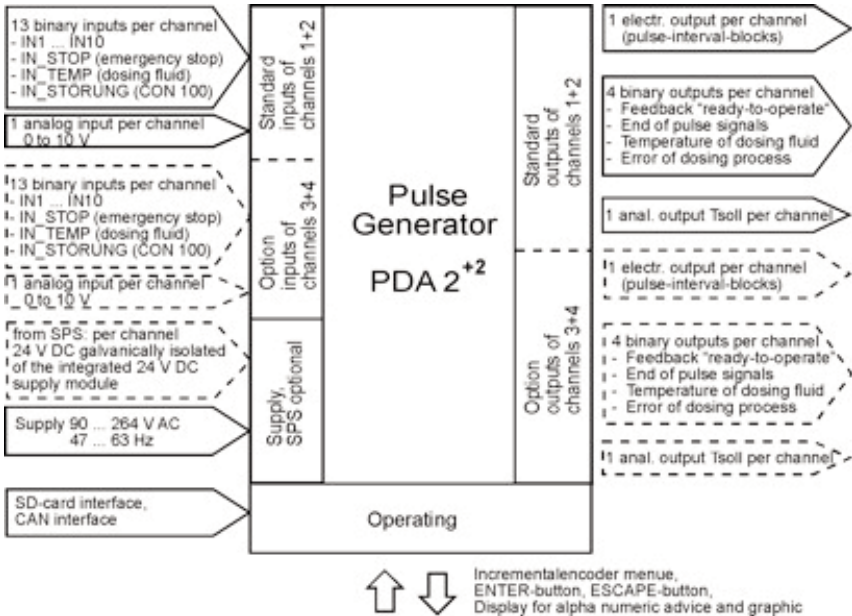 13 binary inputs per channel
- IN1 ... IN10
- IN_STOP (emergency stop)
- IN_TEMP (dosing fluid)
- IN_STÖRUNG (CON 100)
1 analog input per channel
0 to 10 V
13 binary inputs per channel
- IN1 ... IN10
- IN_STOP (emergency stop)
- IN_TEMP (dosing fluid)
- IN_STÖRUNG (CON 100)
1 analog input per channel
0 to 10 V
from SPS: per channel
24 V DC galvanically isolated
of the integrated 24 V DC
supply module
Supply 90 ... 264 V AC
47 ... 63 Hz
SD-card interface,
CAN interface
Standard
inputs of
channels 1+2
Option
inputs of
channels 3+4
Supply,
SPS optional
Pulse
Generator
PDA 2+2
Operating
Standard
outputs of
channels 1+2
Option
outputs of
channels 3+4
1 electr. output per channel
(pulse-interval-blocks)
4 binary outputs per channel
- Feedback "ready-to-operate"
- End of pulse signals
- Temperature of dosing fluid
- Error of dosing process
1 anal. output Tsoll per channel
1 electr. output per channel
(pulse-interval-blocks)
4 binary outputs per channel
- Feedback "ready-to-operate"
- End of pulse signals
- Temperature of dosing fluid
- Error of dosing process
1 anal. output Tsoll per channel
Incrementalencoder menue,
ENTER-button, ESCAPE-button,
Display for alpha numeric advice and graphic